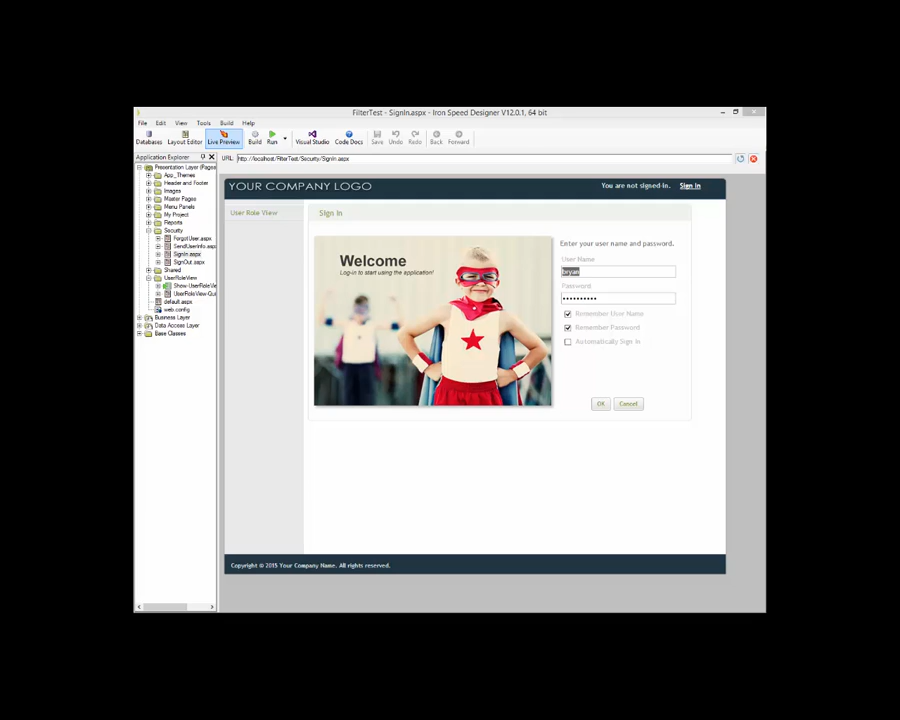 FilterTest - SignIn.aspx - Iron Speed Designer V12.0.1, 64 bit
File Edit View Tools Build Help
Databases Layout Editor Live Preview Build Run Visual Studio Code Docs Save Undo Redo Back Forward
Application Explorer
URL: http://localhost/FilterTest/Security/SignIn.aspx
Presentation Layer (Pages
App_Themes
Header and Footer
Images
Master Pages
Menu Panels
My Project
Reports
Security
ForgotUser.aspx
SendUserInfo.asp
SignIn.aspx
SignOut.aspx
Shared
UserRoleView
Show-UserRoleV
UserRoleView-Qu
default.aspx
web.config
Business Layer
Data Access Layer
Base Classes
YOUR COMPANY LOGO
You are not signed-in. Sign In
User Role View
Sign In
Welcome
Log-in to start using the application!
Enter your user name and password.
User Name
bryan
Password
••••••••••
Remember User Name
Remember Password
Automatically Sign In
OK Cancel
Copyright © 2015 Your Company Name. All rights reserved.